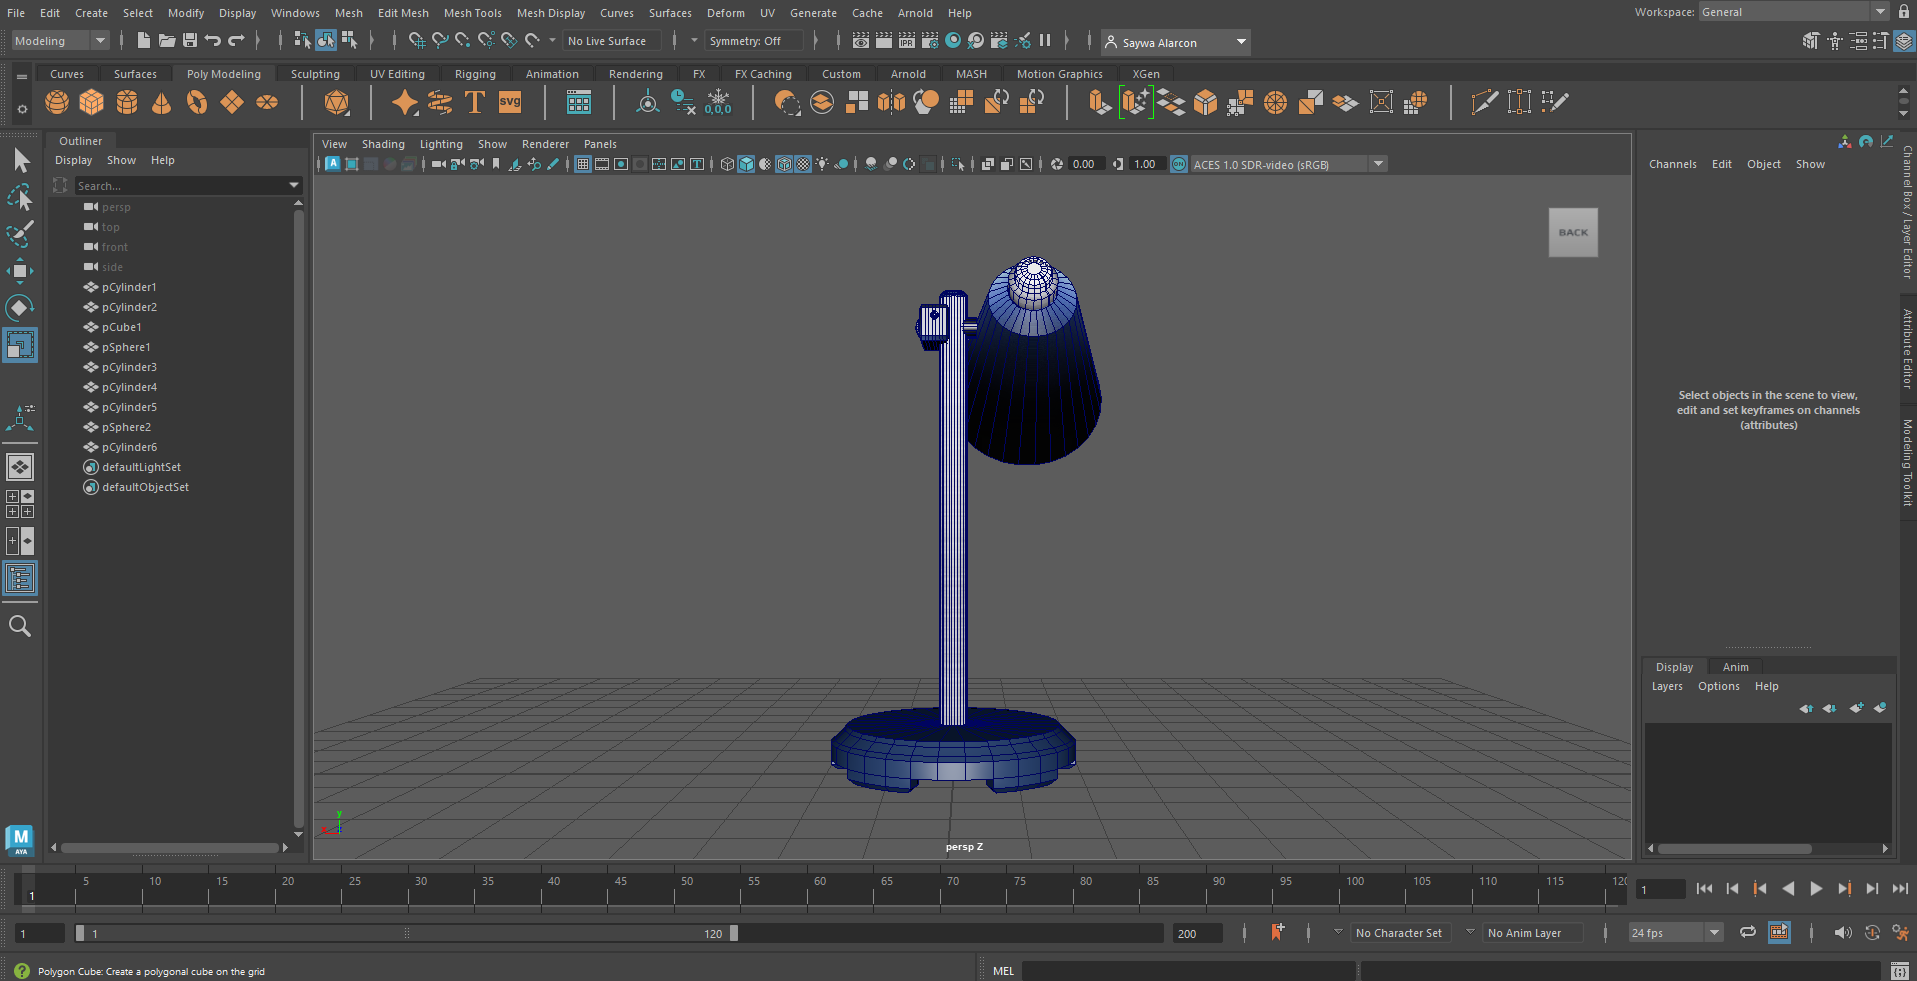 File Edit Create Select Modify Display Windows Mesh Edit Mesh Mesh Tools Mesh Display Curves Surfaces Deform UV Generate Cache Arnold Help
Workspace: General
Modeling
No Live Surface
Symmetry: Off
IPR
Saywa Alarcon
Curves Surfaces Poly Modeling Sculpting UV Editing Rigging Animation Rendering FX FX Caching Custom Arnold MASH Motion Graphics XGen
T
SVG
0,0,0
Outliner
Display Show Help
Search...
persp
top
front
side
pCylinder1
pCylinder2
pCube1
pSphere1
pCylinder3
pCylinder4
pCylinder5
pSphere2
pCylinder6
defaultLightSet
defaultObjectSet
View Shading Lighting Show Renderer Panels
A
T
0.00
1.00
ON
ACES 1.0 SDR-video (sRGB)
BACK
y
persp Z
Channels Edit Object Show
Select objects in the scene to view,
edit and set keyframes on channels
(attributes)
Channel Box / Layer Editor
Attribute Editor
Modeling Toolkit
Display Anim
Layers Options Help
M
AYA
1
5 10 15 20 25 30 35 40 45 50 55 60 65 70 75 80 85 90 95 100 105 110 115 120
1
1
1
120
200
No Character Set
No Anim Layer
24 fps
Polygon Cube: Create a polygonal cube on the grid
MEL